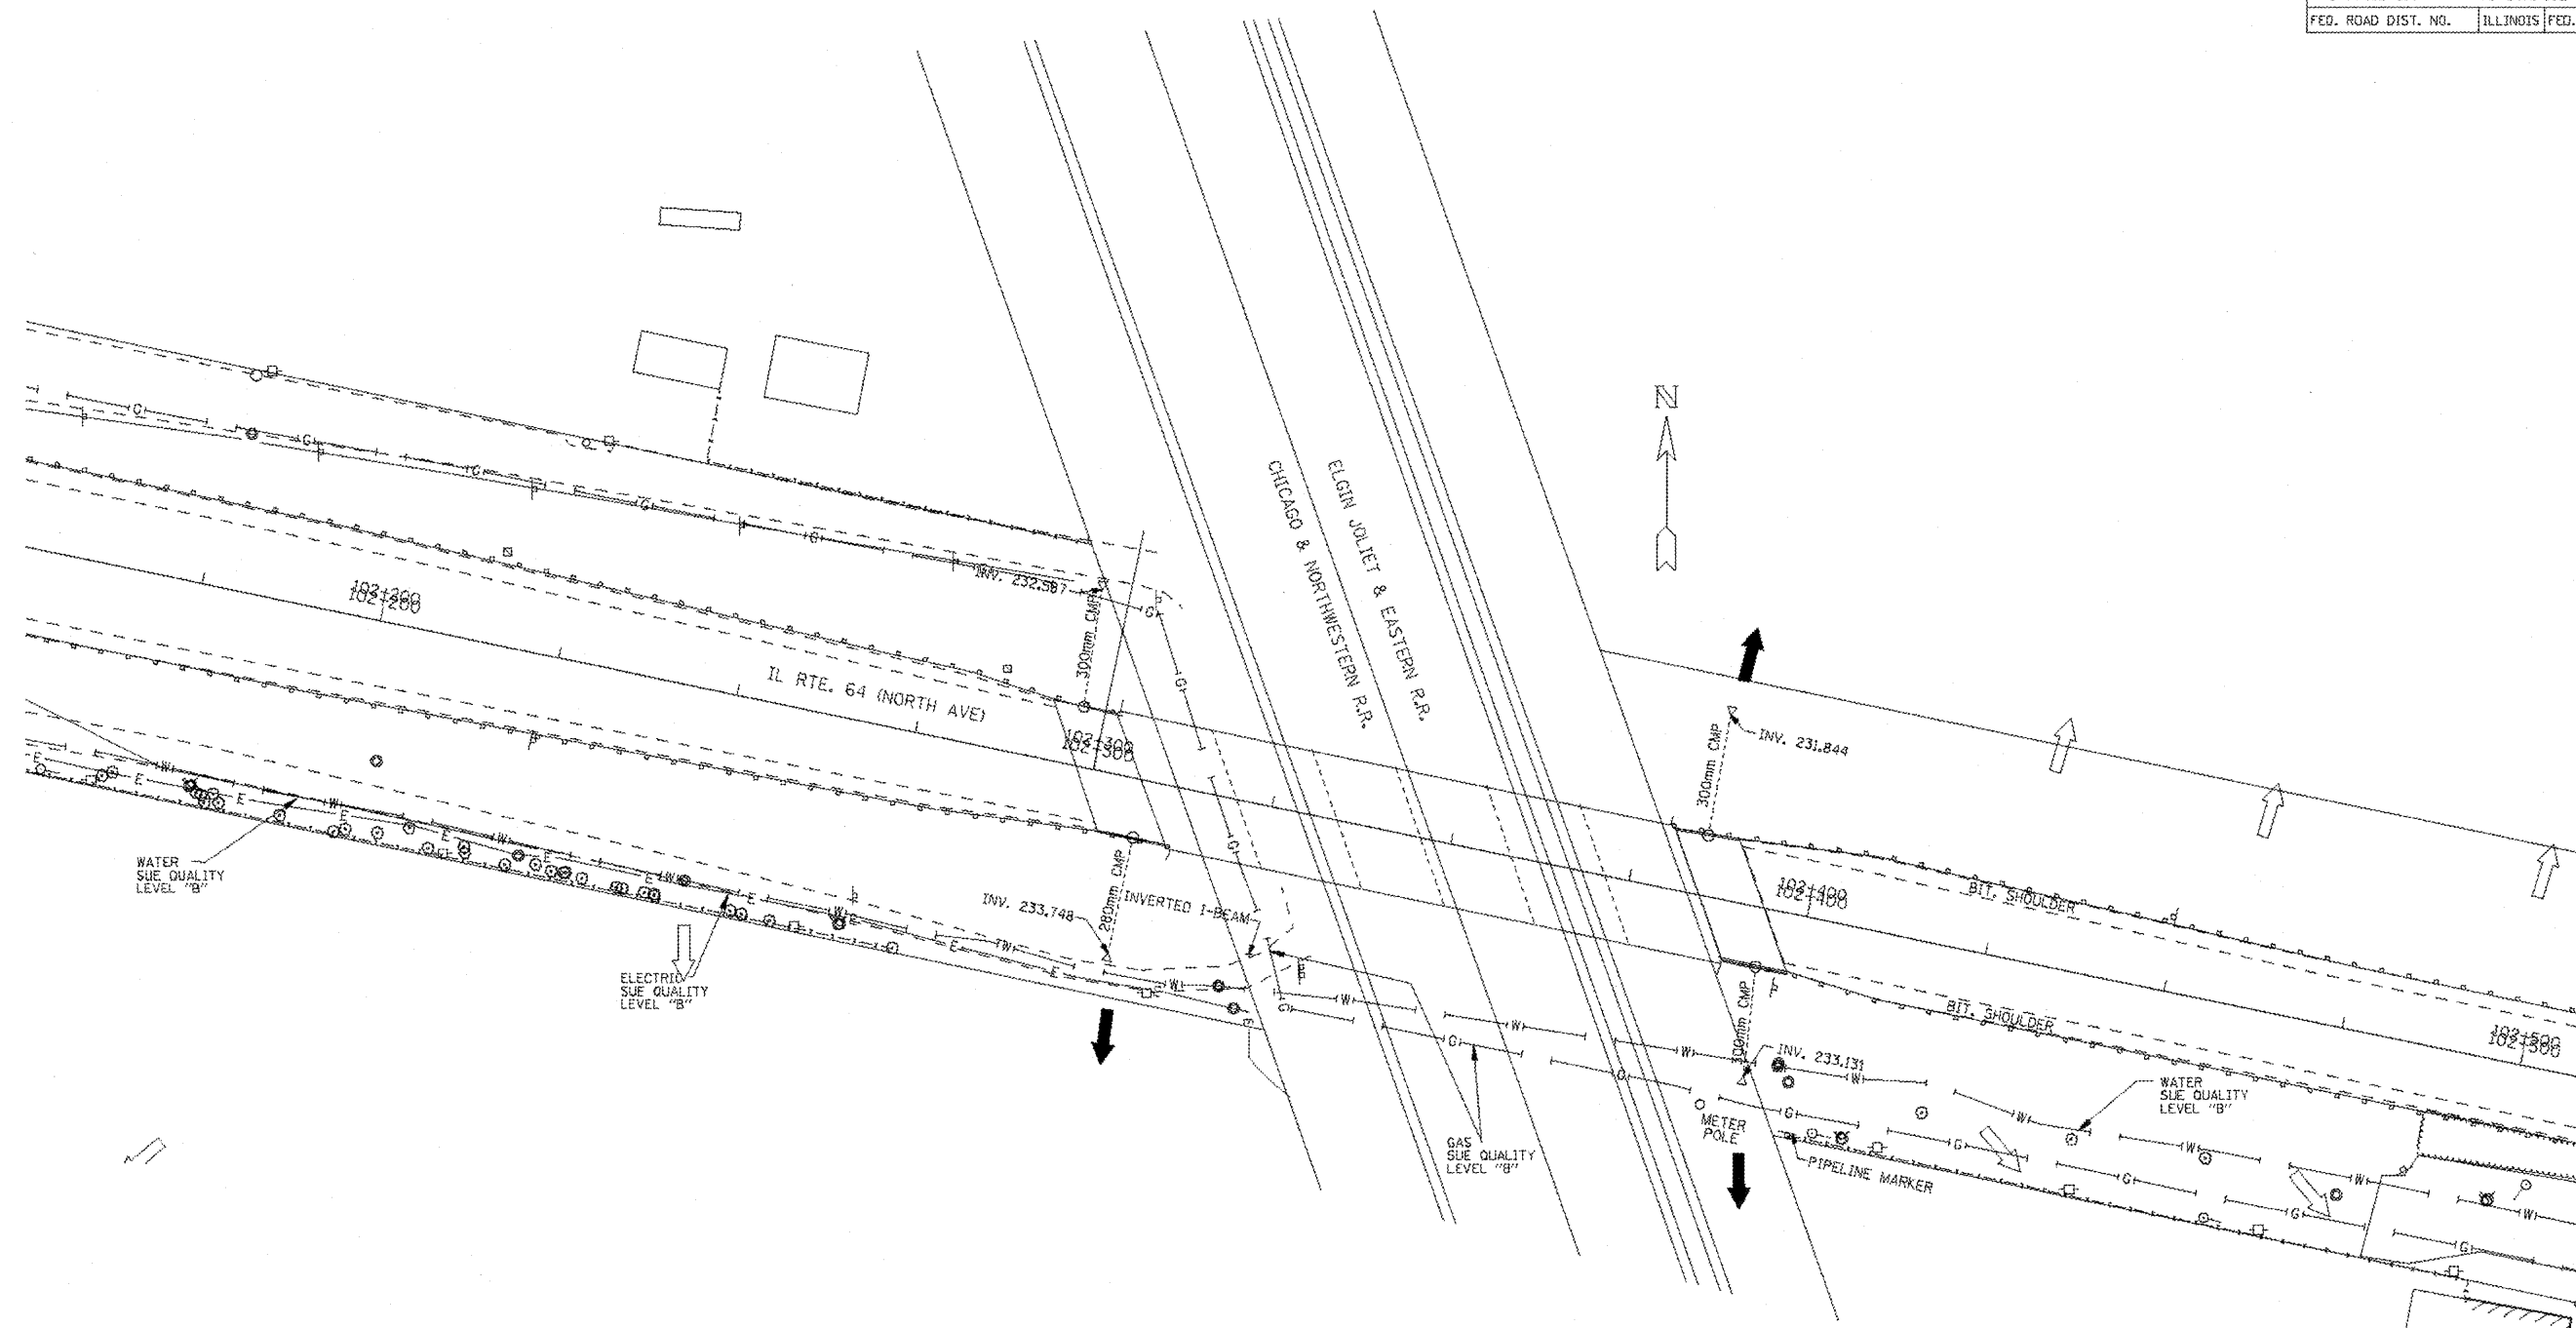 FED. ROAD DIST. NO. ILLINOIS FED.
N
CHICAGO & NORTHWESTERN R.R.
ELGIN JOLIET & EASTERN R.R.
102+200
INV. 232.587
300mm CMP
IL RTE. 64 (NORTH AVE)
102+300
300mm CMP
INV. 231.844
102+400
BIT. SHOULDER
WATER
SUE QUALITY
LEVEL "B"
ELECTRIC
SUE QUALITY
LEVEL "B"
INV. 233.748
280mm CMP
INVERTED I-BEAM
BIT. SHOULDER
102+500
300mm CMP
INV. 233.131
WATER
SUE QUALITY
LEVEL "B"
METER
POLE
PIPELINE MARKER
GAS
SUE QUALITY
LEVEL "B"